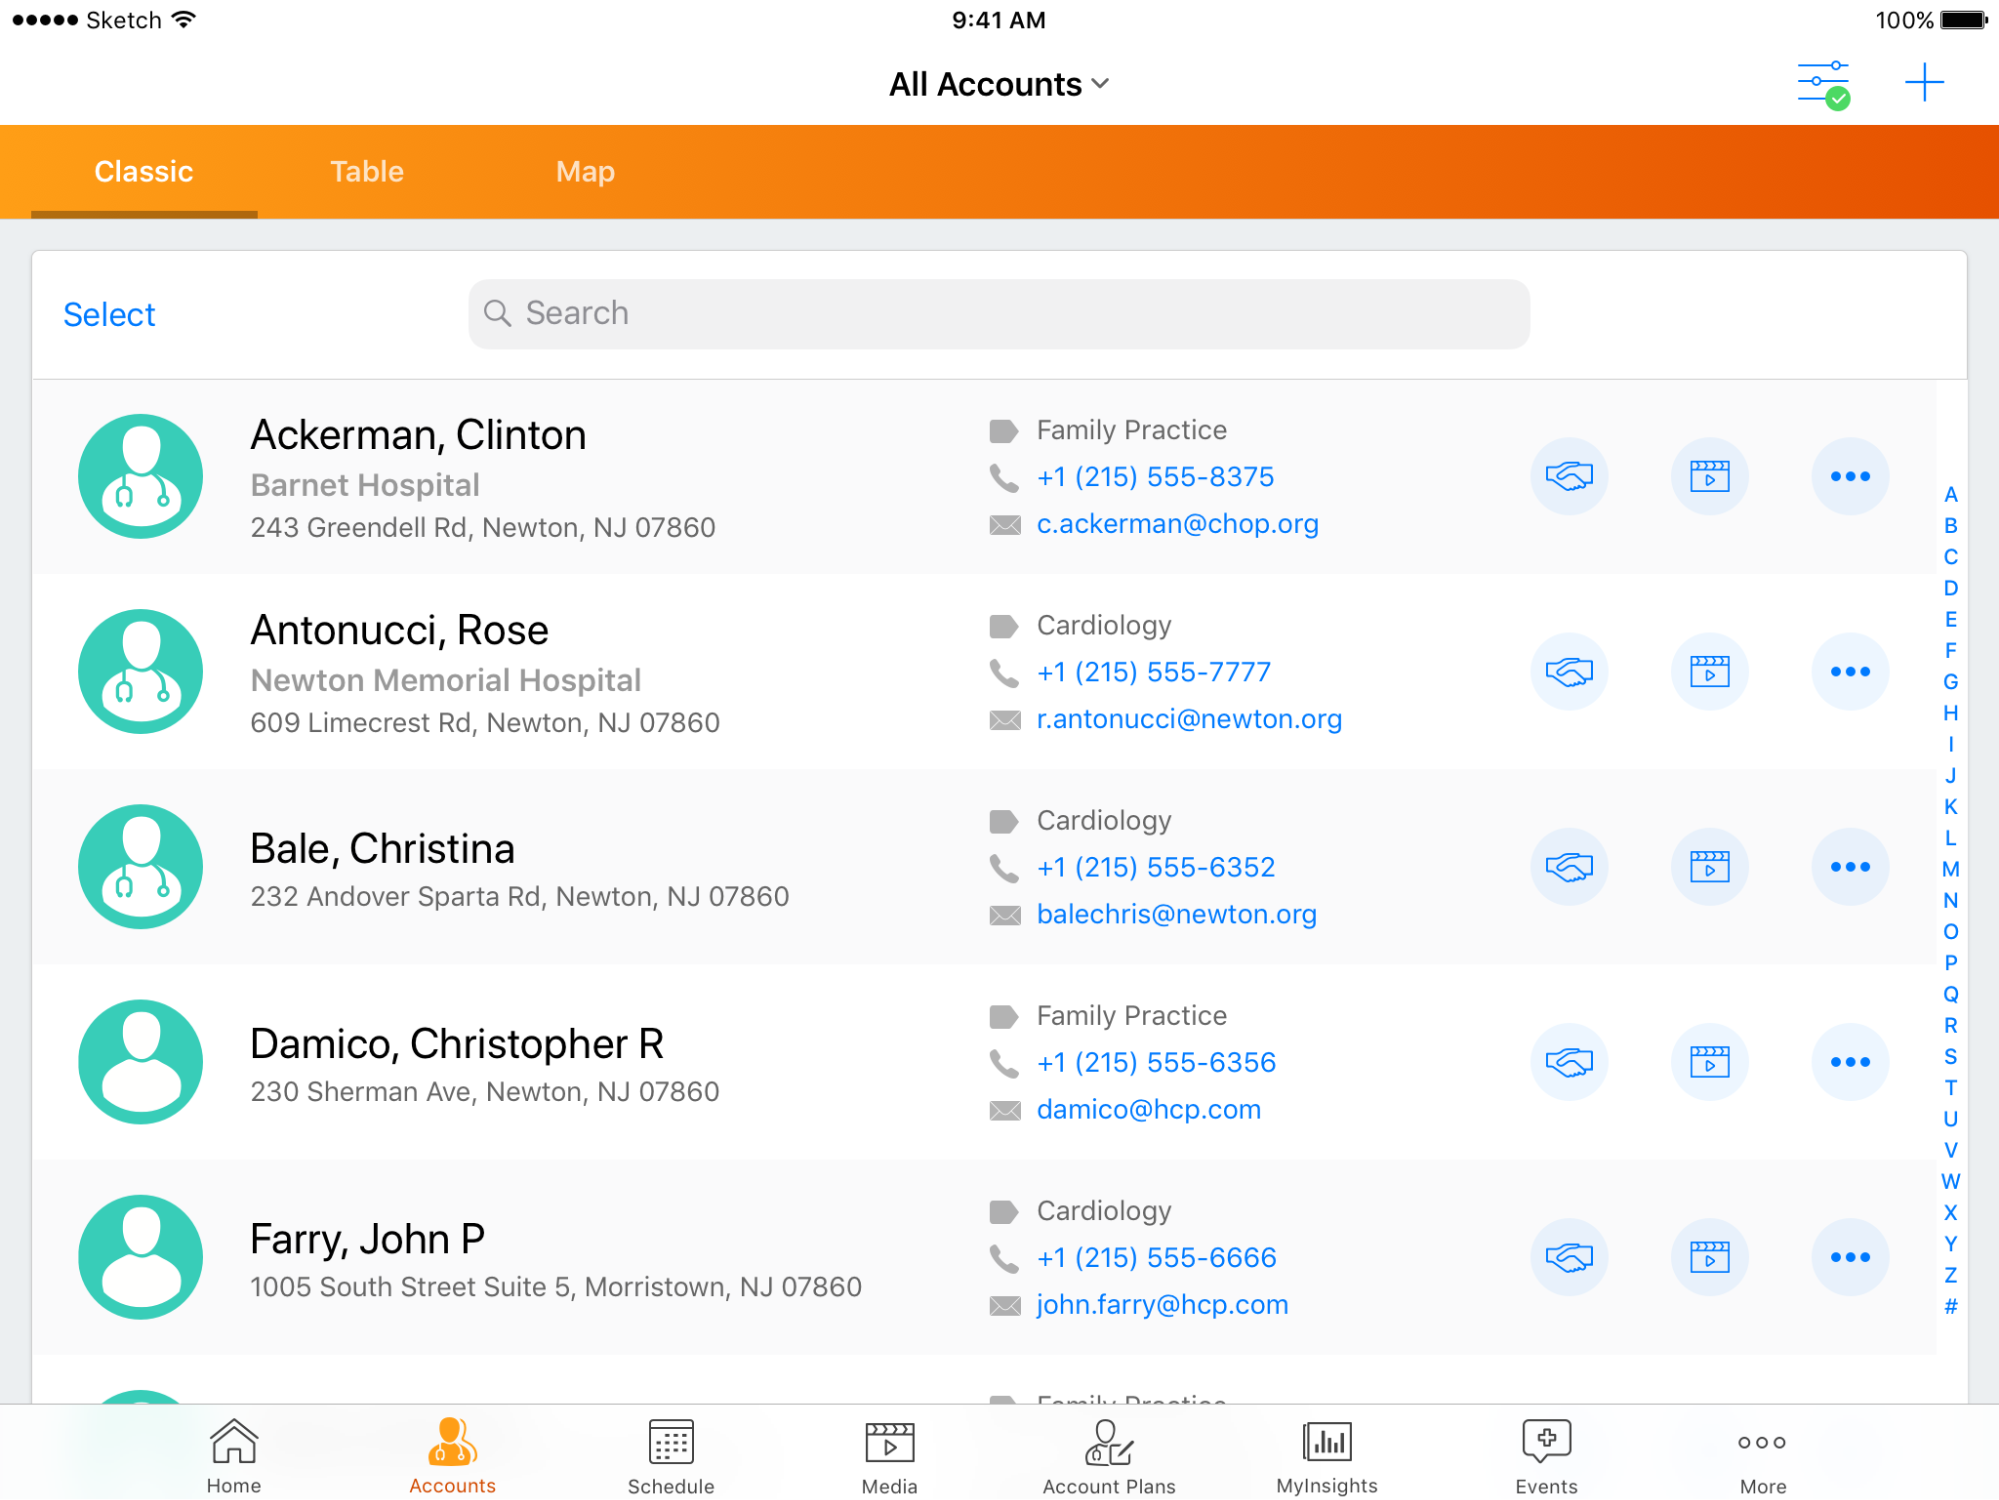 Sketch
9:41 AM
100%
All Accounts
Classic
Table
Map
Select
Search
Ackerman, Clinton
Barnet Hospital
243 Greendell Rd, Newton, NJ 07860
Family Practice
+1 (215) 555-8375
c.ackerman@chop.org
Antonucci, Rose
Newton Memorial Hospital
609 Limecrest Rd, Newton, NJ 07860
Cardiology
+1 (215) 555-7777
r.antonucci@newton.org
Bale, Christina
232 Andover Sparta Rd, Newton, NJ 07860
Cardiology
+1 (215) 555-6352
balechris@newton.org
Damico, Christopher R
230 Sherman Ave, Newton, NJ 07860
Family Practice
+1 (215) 555-6356
damico@hcp.com
Farry, John P
1005 South Street Suite 5, Morristown, NJ 07860
Cardiology
+1 (215) 555-6666
john.farry@hcp.com
Family Practice
A
B
C
D
E
F
G
H
I
J
K
L
M
N
O
P
Q
R
S
T
U
V
W
X
Y
Z
#
Home
Accounts
Schedule
Media
Account Plans
MyInsights
Events
More